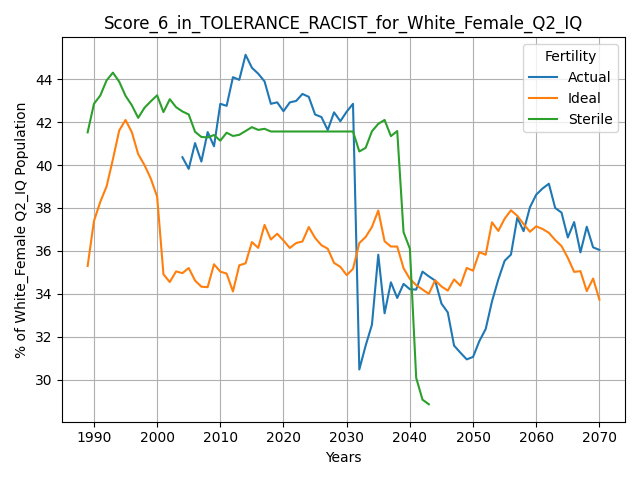 Score_6_in_TOLERANCE_RACIST_for_White_Female_Q2_IQ
Fertility
Actual
Ideal
Sterile
% of White_Female Q2_IQ Population
44
42
40
38
36
34
32
30
1990 2000 2010 2020 2030 2040 2050 2060 2070
Years